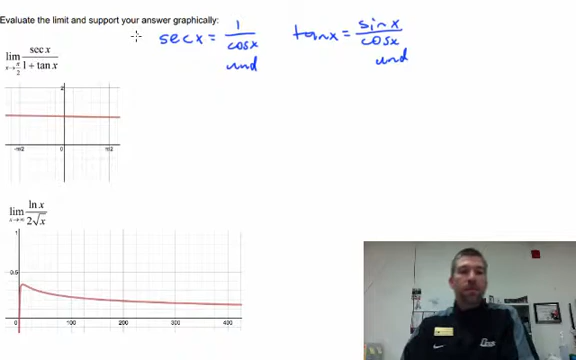 Evaluate the limit and support your answer graphically:
sec x = 1/cos x tan x = sin x/cos x
und und
lim x→π/2 sec x/1 + tan x
2
-π/2 0 π/2
lim x→∞ ln x/2√x
1
0.5
0 100 200 300 400